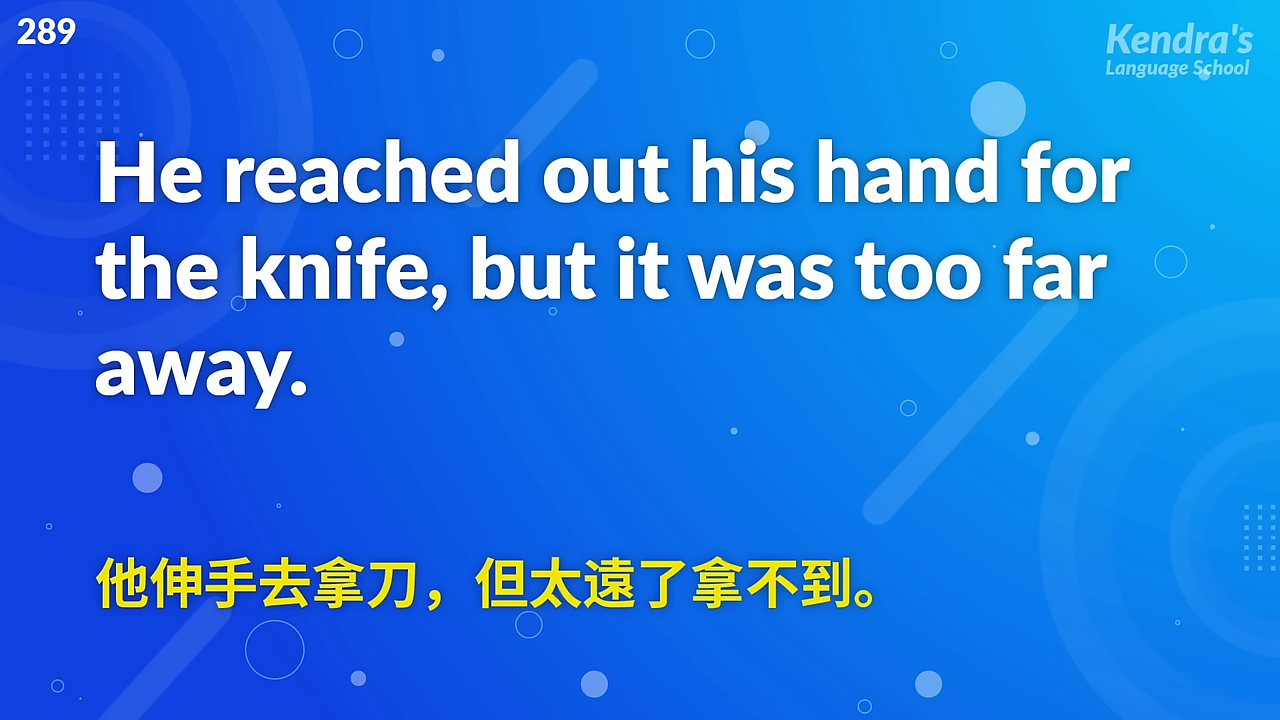 289
Kendra's
Language School
He reached out his hand for
the knife, but it was too far
away.
他伸手去拿刀，但太遠了拿不到。